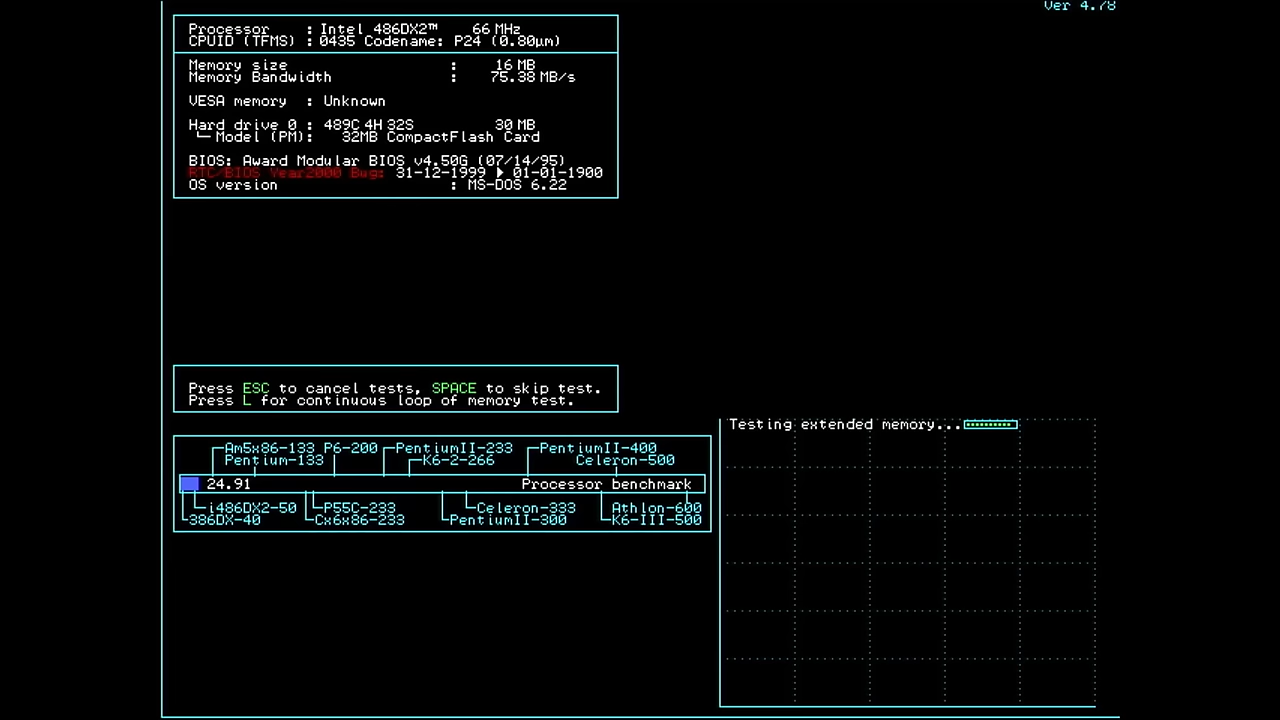 Ver 4.78
Processor : Intel 486DX2™ 66 MHz
CPUID (TFMS) : 0435 Codename: P24 (0.80µm)
Memory size : 16 MB
Memory Bandwidth : 75.38 MB/s
VESA memory : Unknown
Hard drive 0 : 489C 4H 32S 30 MB
Model (PM): 32MB CompactFlash Card
BIOS: Award Modular BIOS v4.50G (07/14/95)
RTC/BIOS Year2000 Bug: 31-12-1999 ► 01-01-1900
OS version : MS-DOS 6.22
Press ESC to cancel tests, SPACE to skip test.
Press L for continuous loop of memory test.
Testing extended memory...
Am5x86-133 P6-200 PentiumII-233 PentiumII-400
Pentium-133 K6-2-266 Celeron-500
24.91 Processor benchmark
i486DX2-50 P55C-233 Celeron-333 Athlon-600
386DX-40 Cx6x86-233 PentiumII-300 K6-III-500